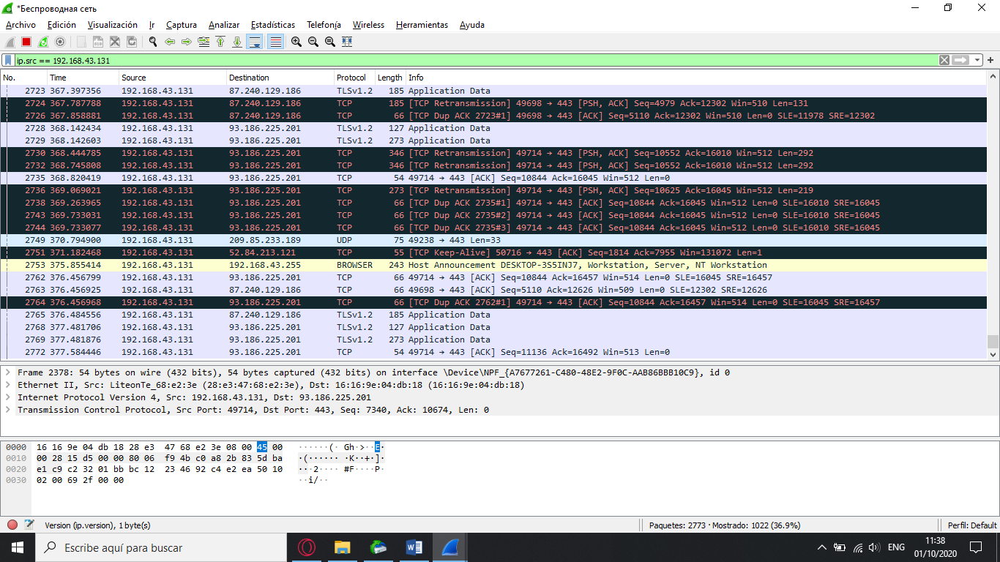 *Беспроводная сеть
Archivo Edición Visualización Ir Captura Analizar Estadísticas Telefonía Wireless Herramientas Ayuda
ip.src == 192.168.43.131
No. Time Source Destination Protocol Length Info
2723 367.397356 192.168.43.131 87.240.129.186 TLSv1.2 185 Application Data
2724 367.787788 192.168.43.131 87.240.129.186 TCP 185 [TCP Retransmission] 49698 → 443 [PSH, ACK] Seq=4979 Ack=12302 Win=510 Len=131
2726 367.858881 192.168.43.131 87.240.129.186 TCP 66 [TCP Dup ACK 2723#1] 49698 → 443 [ACK] Seq=5110 Ack=12302 Win=510 Len=0 SLE=11978 SRE=12302
2728 368.142434 192.168.43.131 93.186.225.201 TLSv1.2 127 Application Data
2729 368.142603 192.168.43.131 93.186.225.201 TLSv1.2 273 Application Data
2730 368.444785 192.168.43.131 93.186.225.201 TCP 346 [TCP Retransmission] 49714 → 443 [PSH, ACK] Seq=10552 Ack=16010 Win=512 Len=292
2732 368.745808 192.168.43.131 93.186.225.201 TCP 346 [TCP Retransmission] 49714 → 443 [PSH, ACK] Seq=10552 Ack=16010 Win=512 Len=292
2735 368.820419 192.168.43.131 93.186.225.201 TCP 54 49714 → 443 [ACK] Seq=10844 Ack=16045 Win=512 Len=0
2736 369.069021 192.168.43.131 93.186.225.201 TCP 273 [TCP Retransmission] 49714 → 443 [PSH, ACK] Seq=10625 Ack=16045 Win=512 Len=219
2738 369.263965 192.168.43.131 93.186.225.201 TCP 66 [TCP Dup ACK 2735#1] 49714 → 443 [ACK] Seq=10844 Ack=16045 Win=512 Len=0 SLE=16010 SRE=16045
2743 369.733031 192.168.43.131 93.186.225.201 TCP 66 [TCP Dup ACK 2735#2] 49714 → 443 [ACK] Seq=10844 Ack=16045 Win=512 Len=0 SLE=16010 SRE=16045
2744 369.733077 192.168.43.131 93.186.225.201 TCP 66 [TCP Dup ACK 2735#3] 49714 → 443 [ACK] Seq=10844 Ack=16045 Win=512 Len=0 SLE=16010 SRE=16045
2749 370.794900 192.168.43.131 209.85.233.189 UDP 75 49238 → 443 Len=33
2751 371.182468 192.168.43.131 52.84.213.121 TCP 55 [TCP Keep-Alive] 50716 → 443 [ACK] Seq=1814 Ack=7955 Win=131072 Len=1
2753 375.855414 192.168.43.131 192.168.43.255 BROWSER 243 Host Announcement DESKTOP-3S5INJ7, Workstation, Server, NT Workstation
2762 376.456799 192.168.43.131 93.186.225.201 TCP 66 49714 → 443 [ACK] Seq=10844 Ack=16457 Win=514 Len=0 SLE=16045 SRE=16457
2763 376.456925 192.168.43.131 87.240.129.186 TCP 66 49698 → 443 [ACK] Seq=5110 Ack=12626 Win=509 Len=0 SLE=12302 SRE=12626
2764 376.456968 192.168.43.131 93.186.225.201 TCP 66 [TCP Dup ACK 2762#1] 49714 → 443 [ACK] Seq=10844 Ack=16457 Win=514 Len=0 SLE=16045 SRE=16457
2765 376.484556 192.168.43.131 87.240.129.186 TLSv1.2 185 Application Data
2768 377.481706 192.168.43.131 93.186.225.201 TLSv1.2 127 Application Data
2769 377.481876 192.168.43.131 93.186.225.201 TLSv1.2 273 Application Data
2772 377.584446 192.168.43.131 93.186.225.201 TCP 54 49714 → 443 [ACK] Seq=11136 Ack=16492 Win=513 Len=0
Frame 2378: 54 bytes on wire (432 bits), 54 bytes captured (432 bits) on interface \Device\NPF_{A7677261-C480-48E2-9F0C-AAB86BBB10C9}, id 0
Ethernet II, Src: LiteonTe_68:e2:3e (28:e3:47:68:e2:3e), Dst: 16:16:9e:04:db:18 (16:16:9e:04:db:18)
Internet Protocol Version 4, Src: 192.168.43.131, Dst: 93.186.225.201
Transmission Control Protocol, Src Port: 49714, Dst Port: 443, Seq: 7340, Ack: 10674, Len: 0
0000 16 16 9e 04 db 18 28 e3 47 68 e2 3e 08 00 45 00 ······(· Gh·>··E·
0010 00 28 15 d5 00 00 80 06 f9 4b c0 a8 2b 83 5d ba ·(······ ·K··+·]·
0020 e1 c9 c2 32 01 bb bc 12 23 46 92 c4 e2 ea 50 10 ···2···· #F····P·
0030 02 00 69 2f 00 00 ··i/··
Version (ip.version), 1 byte(s) Paquetes: 2773 · Mostrado: 1022 (36.9%) Perfil: Default
Escribe aquí para buscar
ENG
11:38
01/10/2020